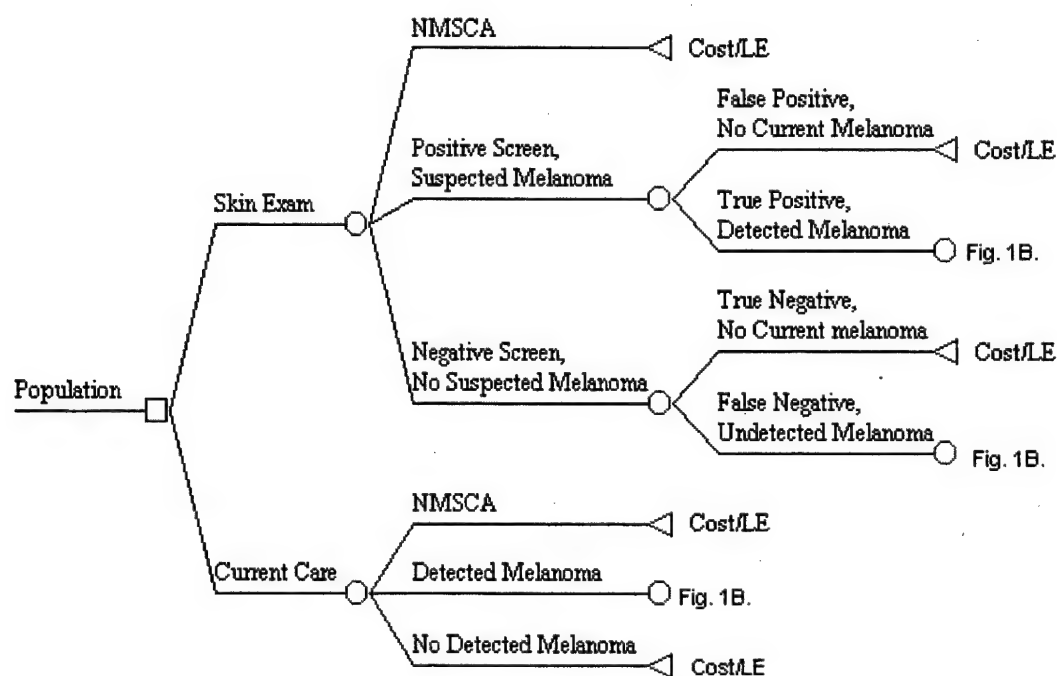 NMSCA
Cost/LE
False Positive,
No Current Melanoma
Cost/LE
Positive Screen,
Suspected Melanoma
True Positive,
Detected Melanoma
Fig. 1B.
Skin Exam
True Negative,
No Current melanoma
Cost/LE
Negative Screen,
No Suspected Melanoma
False Negative,
Undetected Melanoma
Fig. 1B.
Population
NMSCA
Cost/LE
Current Care
Detected Melanoma
Fig. 1B.
No Detected Melanoma
Cost/LE